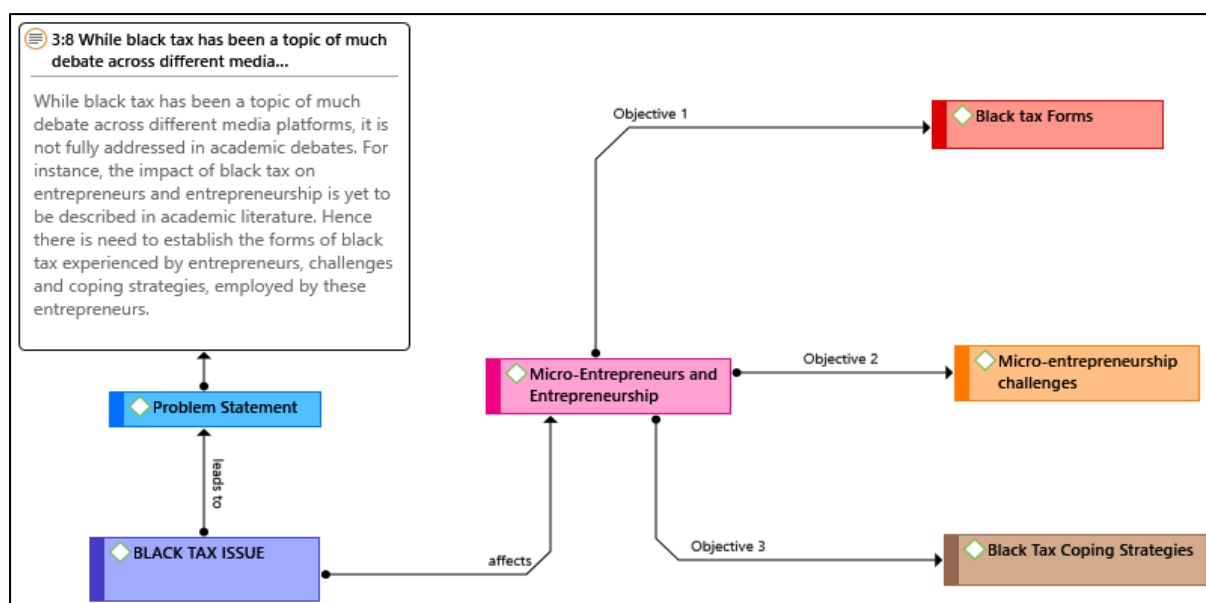 3:8 While black tax has been a topic of much
debate across different media...
While black tax has been a topic of much
debate across different media platforms, it is
not fully addressed in academic debates. For
instance, the impact of black tax on
entrepreneurs and entrepreneurship is yet to
be described in academic literature. Hence
there is need to establish the forms of black
tax experienced by entrepreneurs, challenges
and coping strategies, employed by these
entrepreneurs.
Problem Statement
leads to
BLACK TAX ISSUE
affects
Micro-Entrepreneurs and
Entrepreneurship
Objective 1
Black tax Forms
Objective 2
Micro-entrepreneurship
challenges
Objective 3
Black Tax Coping Strategies